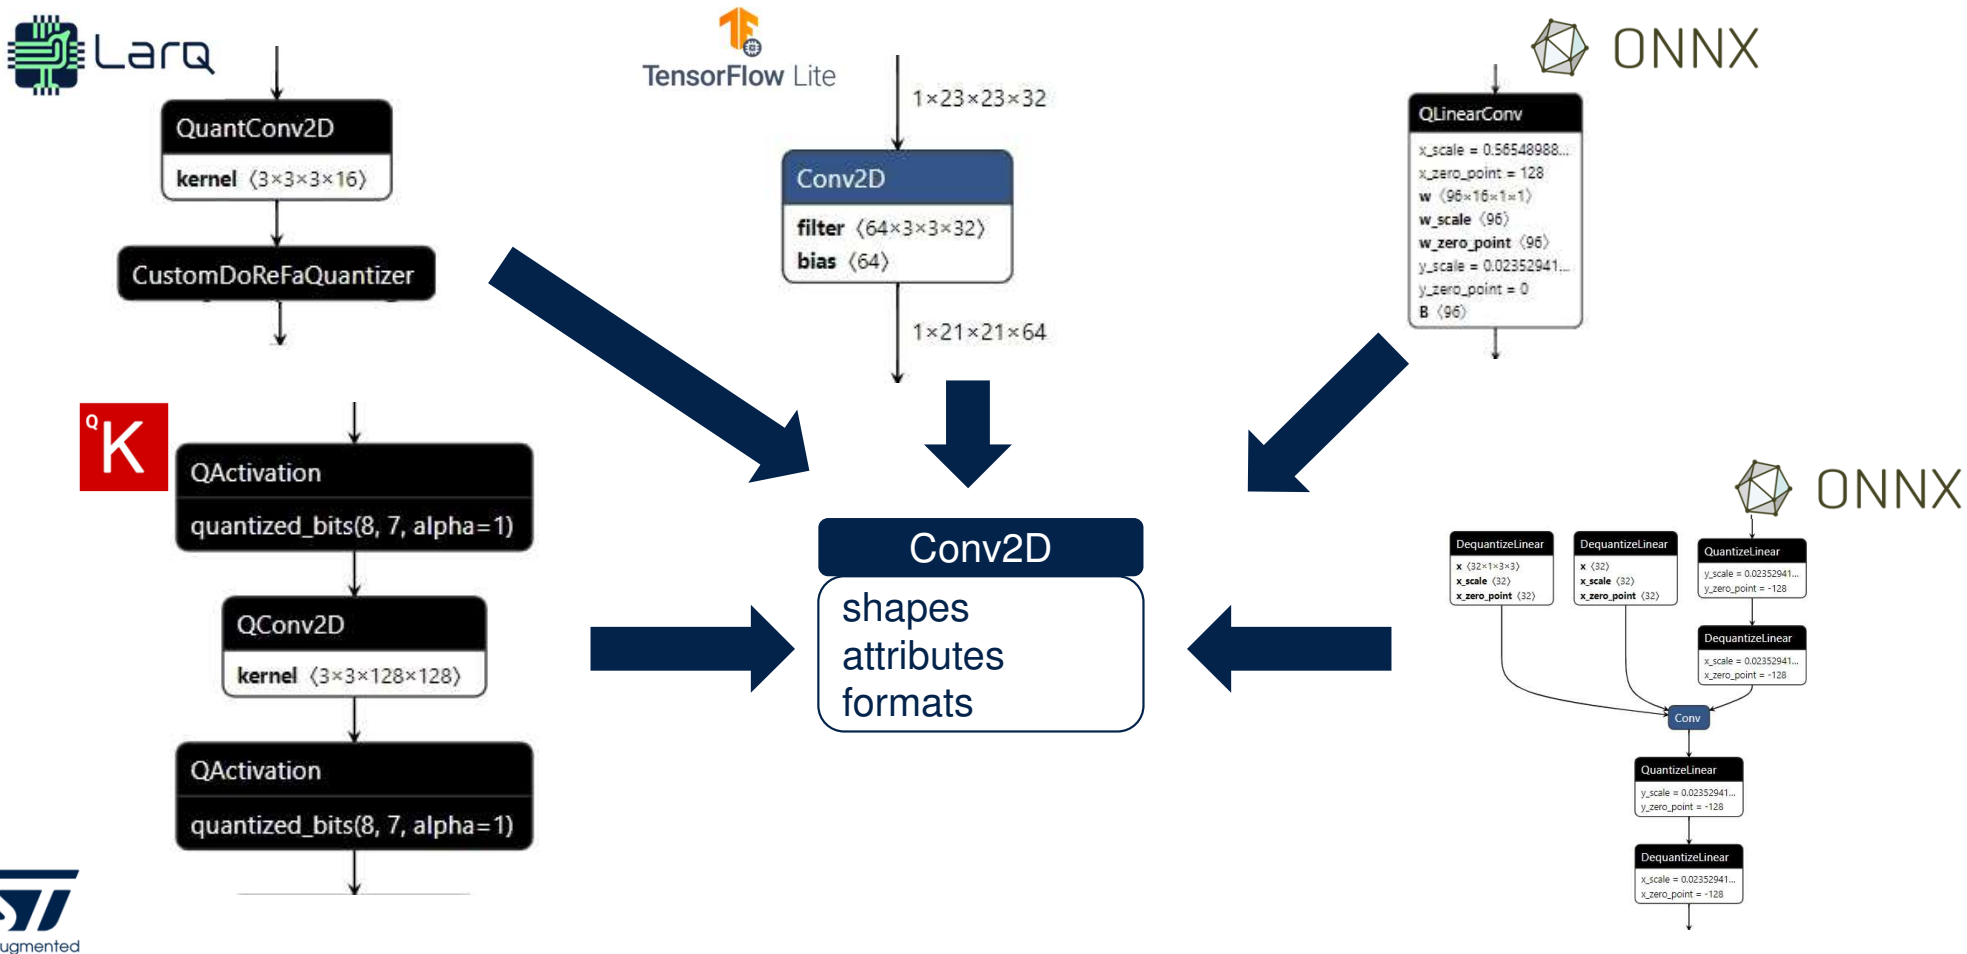 Larq
QuantConv2D
kernel ⟨3×3×3×16⟩
CustomDoReFaQuantizer
TensorFlow Lite
1×23×23×32
Conv2D
filter ⟨64×3×3×32⟩
bias ⟨64⟩
1×21×21×64
ONNX
QLinearConv
x_scale = 0.56548988...
x_zero_point = 128
w ⟨96×16×1×1⟩
w_scale ⟨96⟩
w_zero_point ⟨96⟩
y_scale = 0.02352941...
y_zero_point = 0
B ⟨96⟩
Q K
QActivation
quantized_bits(8, 7, alpha=1)
QConv2D
kernel ⟨3×3×128×128⟩
QActivation
quantized_bits(8, 7, alpha=1)
Conv2D
shapes
attributes
formats
ONNX
DequantizeLinear
x ⟨32×1×3×3⟩
x_scale ⟨32⟩
x_zero_point ⟨32⟩
DequantizeLinear
x ⟨32⟩
x_scale ⟨32⟩
x_zero_point ⟨32⟩
QuantizeLinear
y_scale = 0.02352941...
y_zero_point = -128
DequantizeLinear
x_scale = 0.02352941...
x_zero_point = -128
Conv
QuantizeLinear
y_scale = 0.02352941...
y_zero_point = -128
DequantizeLinear
x_scale = 0.02352941...
x_zero_point = -128
ST
ugmented